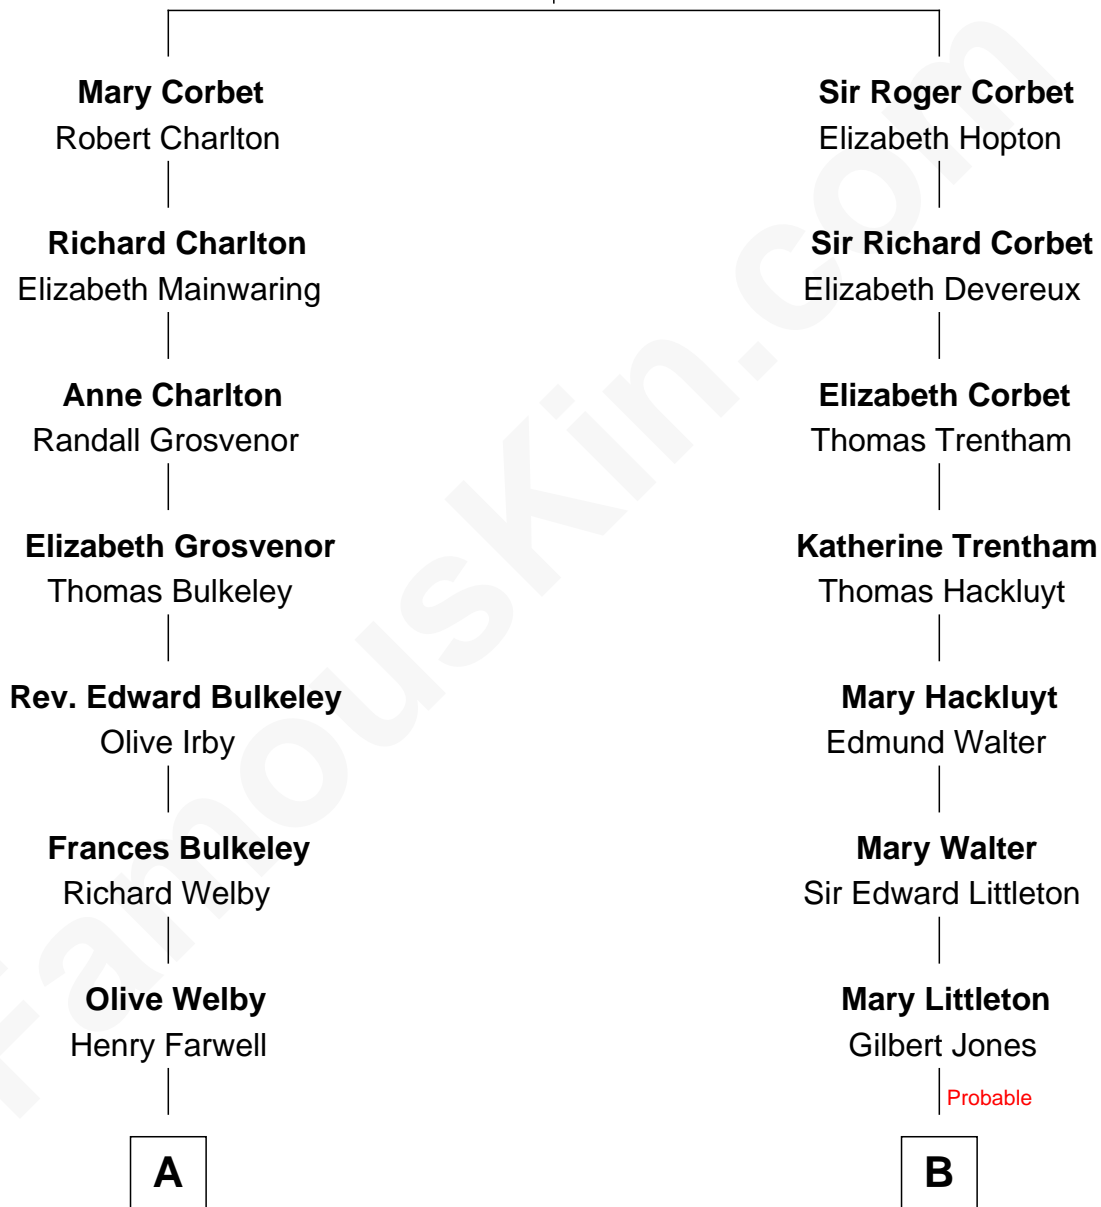 Mary Corbet
Robert Charlton
Richard Charlton
Elizabeth Mainwaring
Anne Charlton
Randall Grosvenor
Elizabeth Grosvenor
Thomas Bulkeley
Rev. Edward Bulkeley
Olive Irby
Frances Bulkeley
Richard Welby
Olive Welby
Henry Farwell
A
Sir Roger Corbet
Elizabeth Hopton
Sir Richard Corbet
Elizabeth Devereux
Elizabeth Corbet
Thomas Trentham
Katherine Trentham
Thomas Hackluyt
Mary Hackluyt
Edmund Walter
Mary Walter
Sir Edward Littleton
Mary Littleton
Gilbert Jones
Probable
B
FamousKin.com